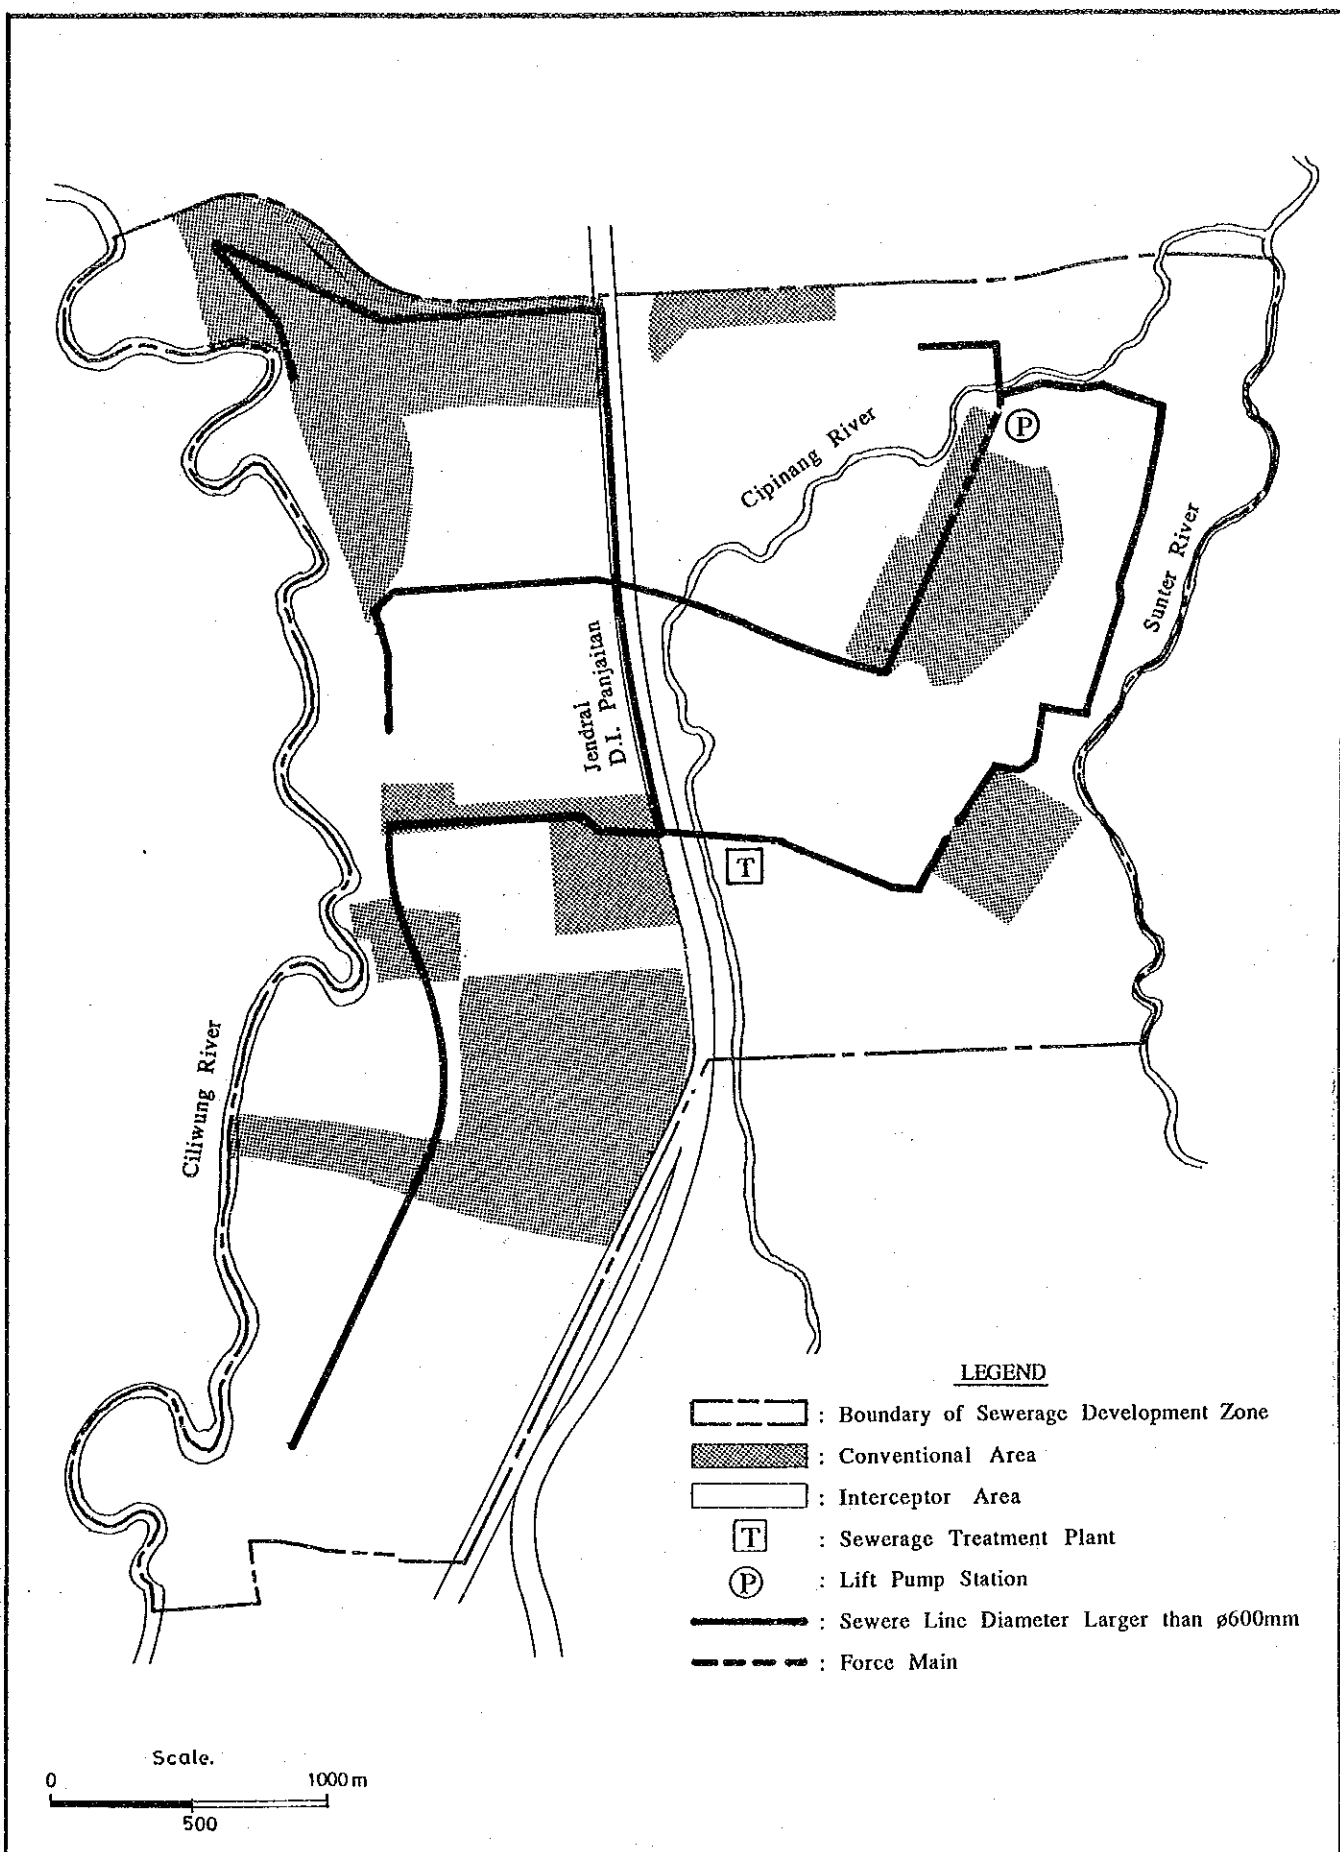 Cipinang River
P
Sunter River
Jendral
D.I. Panjaitan
T
Ciliwung River
LEGEND
: Boundary of Sewerage Development Zone
: Conventional Area
: Interceptor Area
T : Sewerage Treatment Plant
P : Lift Pump Station
: Sewere Line Diameter Larger than ø600mm
: Force Main
Scale.
0 1000 m
500